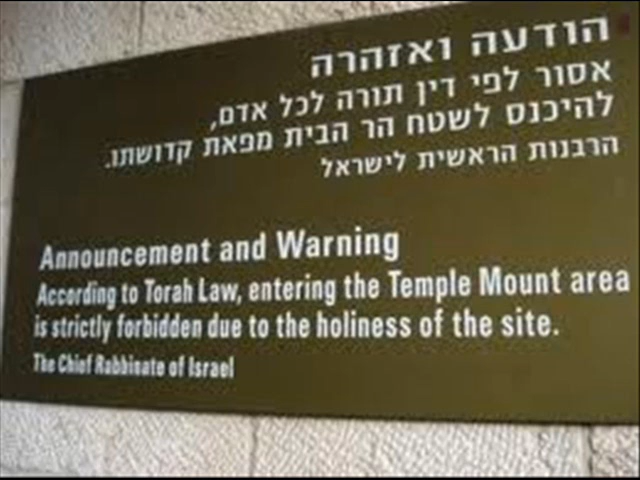 הודעה ואזהרה
אסור לפי דין תורה לכל אדם,
להיכנס לשטח הר הבית מפאת קדושתו.
הרבנות הראשית לישראל
Announcement and Warning
According to Torah Law, entering the Temple Mount area
is strictly forbidden due to the holiness of the site.
The Chief Rabbinate of Israel